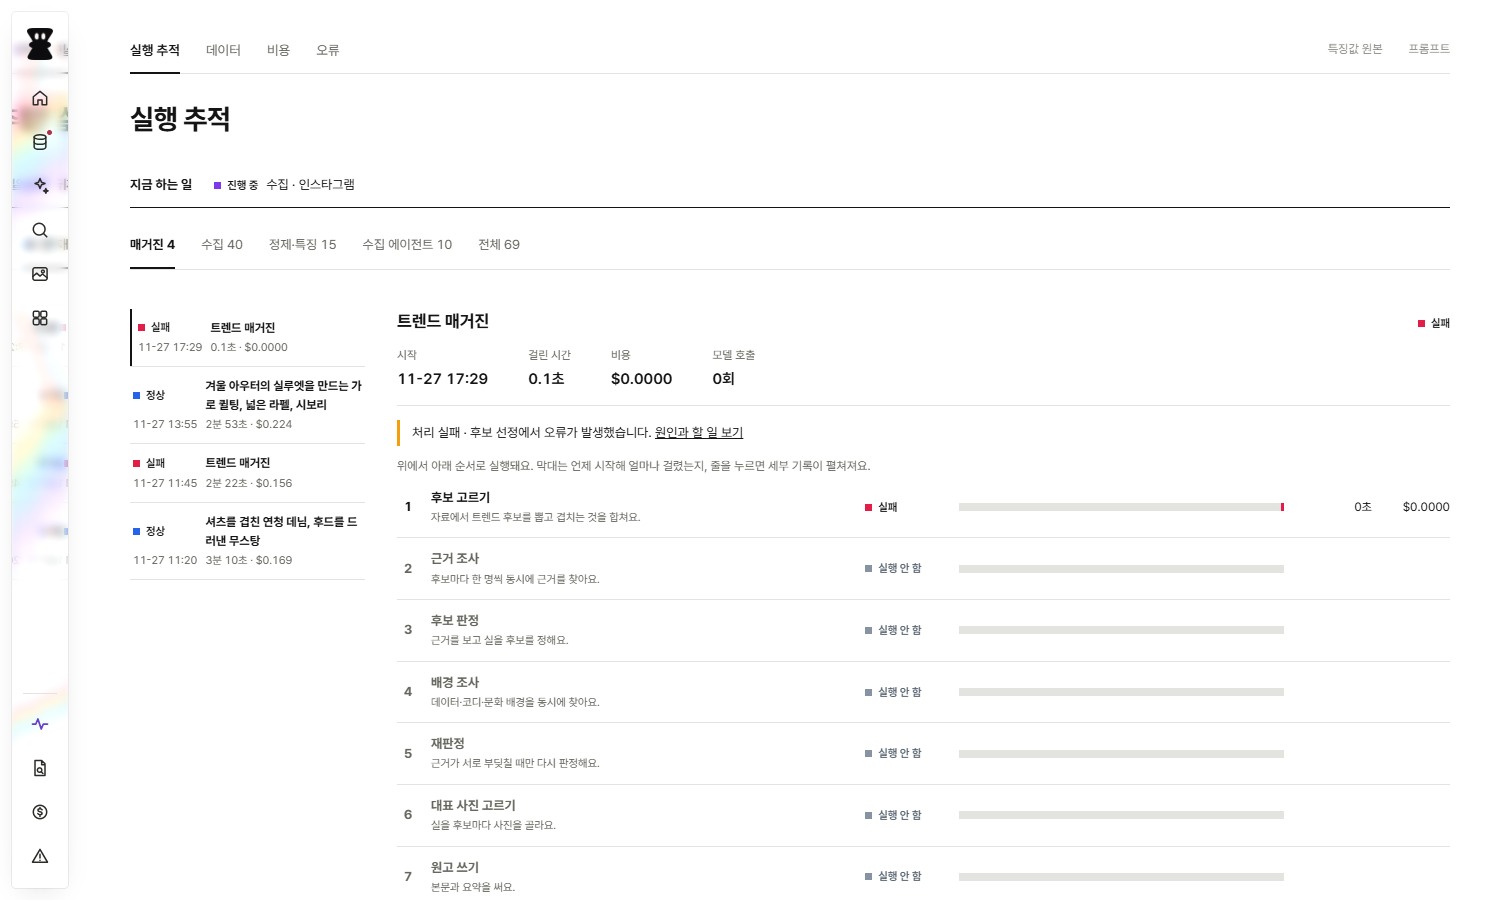 실행 추적 데이터 비용 오류 특징값 원본 프롬프트
실행 추적
지금 하는 일 진행 중 수집 · 인스타그램
매거진 4 수집 40 정제·특징 15 수집 에이전트 10 전체 69
실패 트렌드 매거진
11-27 17:29 0.1초 · $0.0000
정상 겨울 아우터의 실루엣을 만드는 가
로 퀼팅, 넓은 라펠, 시보리
11-27 13:55 2분 53초 · $0.224
실패 트렌드 매거진
11-27 11:45 2분 22초 · $0.156
정상 셔츠를 겹친 연청 데님, 후드를 드
러낸 무스탕
11-27 11:20 3분 10초 · $0.169
트렌드 매거진 실패
시작 걸린 시간 비용 모델 호출
11-27 17:29 0.1초 $0.0000 0회
처리 실패 · 후보 선정에서 오류가 발생했습니다. 원인과 할 일 보기
위에서 아래 순서로 실행돼요. 막대는 언제 시작해 얼마나 걸렸는지, 줄을 누르면 세부 기록이 펼쳐져요.
1 후보 고르기 실패 0초 $0.0000
자료에서 트렌드 후보를 뽑고 겹치는 것을 합쳐요.
2 근거 조사 실행 안 함
후보마다 한 명씩 동시에 근거를 찾아요.
3 후보 판정 실행 안 함
근거를 보고 실을 후보를 정해요.
4 배경 조사 실행 안 함
데이터·코디·문화 배경을 동시에 찾아요.
5 재판정 실행 안 함
근거가 서로 부딪칠 때만 다시 판정해요.
6 대표 사진 고르기 실행 안 함
실을 후보마다 사진을 골라요.
7 원고 쓰기 실행 안 함
본문과 요약을 써요.